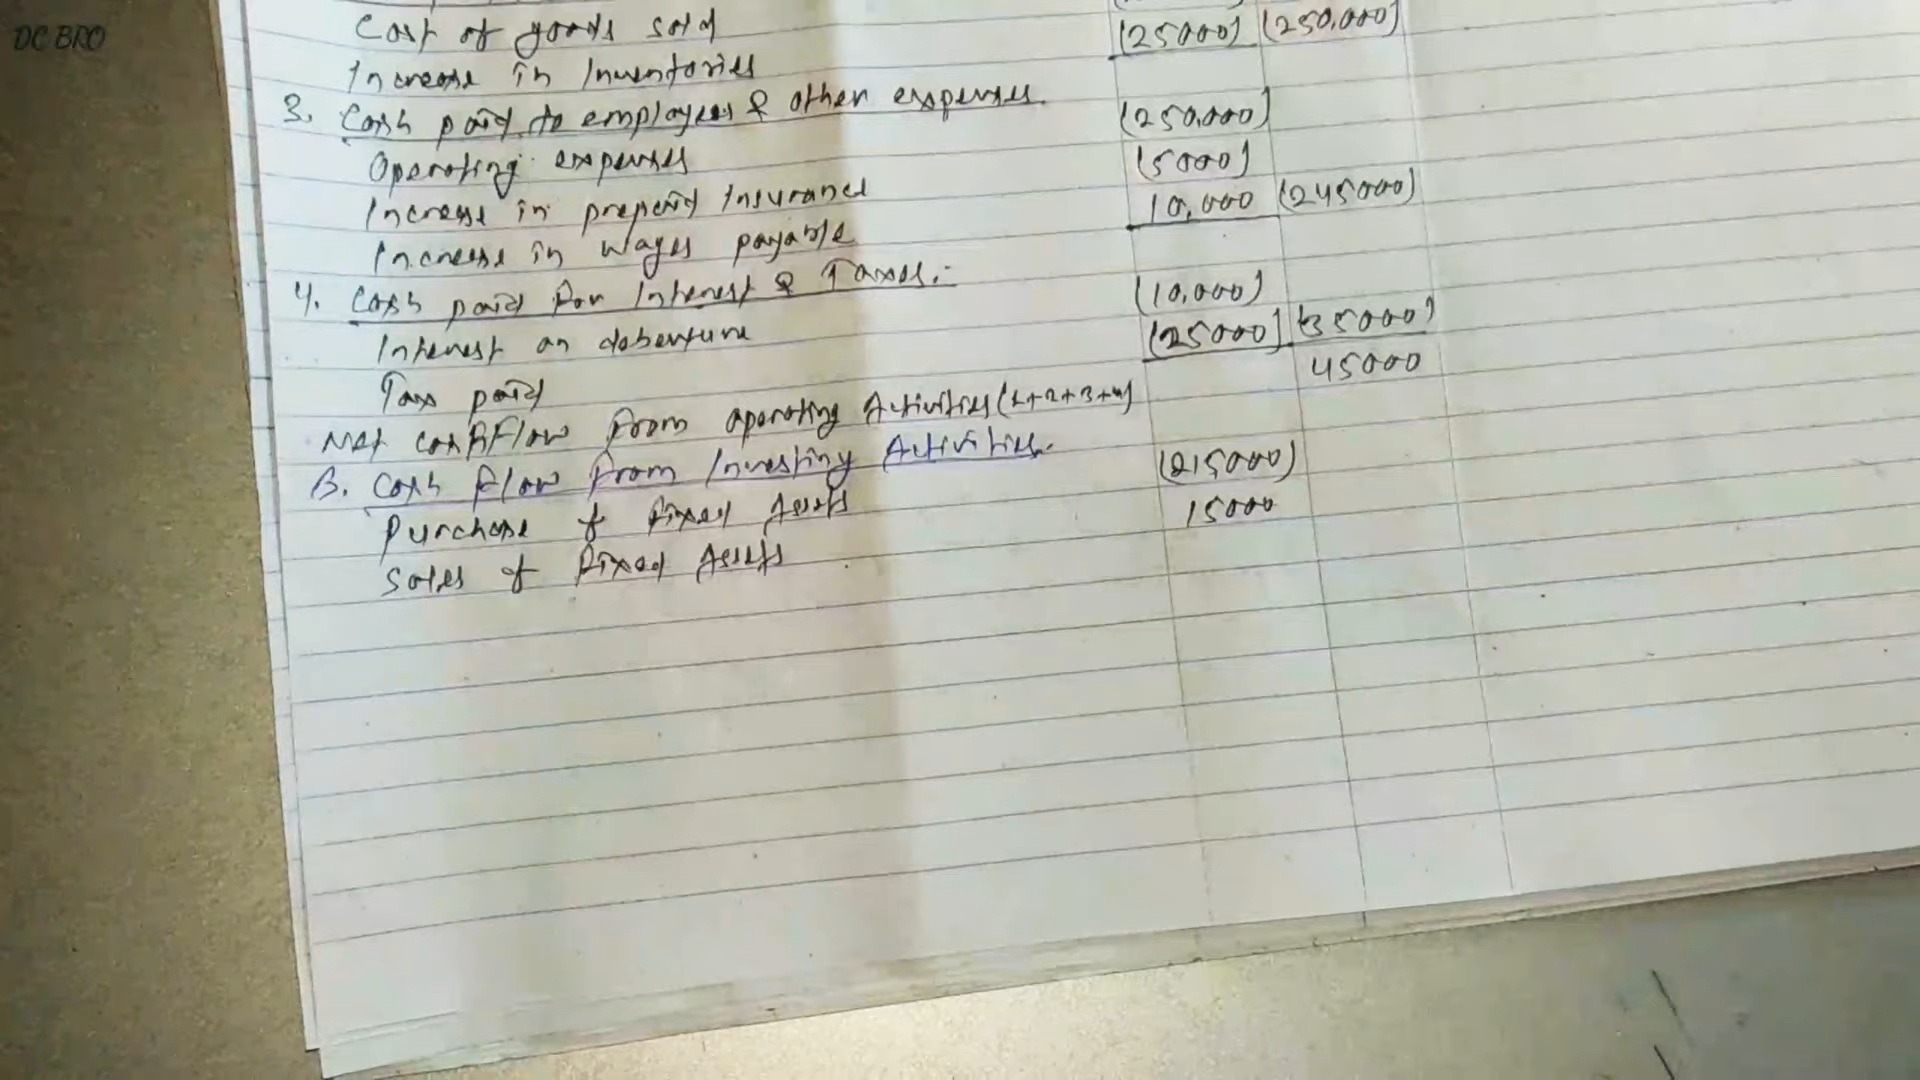 DC BRO
Cost of goods sold
Increase in Inventories (25000) (250,000)
3. Cash paid to employees & other expenses.
Operating expenses (250,000)
Increase in prepaid Insurance (5000)
Increase in wages payable 10,000 (245000)
4. Cash paid for Interest & Taxes:-
Interest on debenture (10,000)
Tax paid (25000) (35000)
Net cashflow from operating Activities (1+2+3+4) 45000
B. Cash flow from Investing Activities.
Purchase of fixed Assets (215000)
Sales of fixed Assets 15000